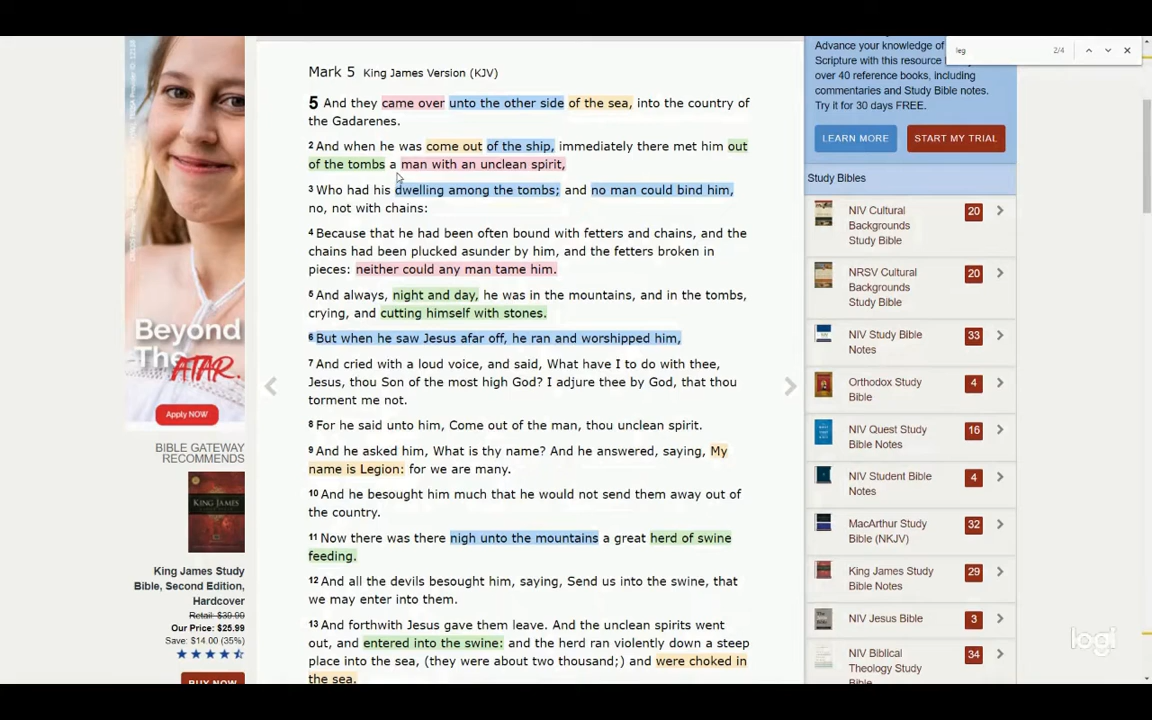 leg
2/4
Advance your knowledge of
Scripture with this resource
over 40 reference books, including
commentaries and Study Bible notes.
Try it for 30 days FREE.
LEARN MORE
START MY TRIAL
Study Bibles
NIV Cultural
Backgrounds
Study Bible
20
NRSV Cultural
Backgrounds
Study Bible
20
NIV Study Bible
Notes
33
Orthodox Study
Bible
4
NIV Quest Study
Bible Notes
16
NIV Student Bible
Notes
4
MacArthur Study
Bible (NKJV)
32
King James Study
Bible Notes
29
NIV Jesus Bible
3
NIV Biblical
Theology Study
34
Mark 5 King James Version (KJV)
5 And they came over unto the other side of the sea, into the country of
the Gadarenes.
2 And when he was come out of the ship, immediately there met him out
of the tombs a man with an unclean spirit,
3 Who had his dwelling among the tombs; and no man could bind him,
no, not with chains:
4 Because that he had been often bound with fetters and chains, and the
chains had been plucked asunder by him, and the fetters broken in
pieces: neither could any man tame him.
5 And always, night and day, he was in the mountains, and in the tombs,
crying, and cutting himself with stones.
6 But when he saw Jesus afar off, he ran and worshipped him,
7 And cried with a loud voice, and said, What have I to do with thee,
Jesus, thou Son of the most high God? I adjure thee by God, that thou
torment me not.
8 For he said unto him, Come out of the man, thou unclean spirit.
9 And he asked him, What is thy name? And he answered, saying, My
name is Legion: for we are many.
10 And he besought him much that he would not send them away out of
the country.
11 Now there was there nigh unto the mountains a great herd of swine
feeding.
12 And all the devils besought him, saying, Send us into the swine, that
we may enter into them.
13 And forthwith Jesus gave them leave. And the unclean spirits went
out, and entered into the swine: and the herd ran violently down a steep
place into the sea, (they were about two thousand;) and were choked in
the sea.
Beyond
The ATAR.
Apply NOW
BIBLE GATEWAY
RECOMMENDS
KING JAMES
King James Study
Bible, Second Edition,
Hardcover
Retail: $39.99
Our Price: $25.99
Save: $14.00 (35%)
BUY NOW
logi